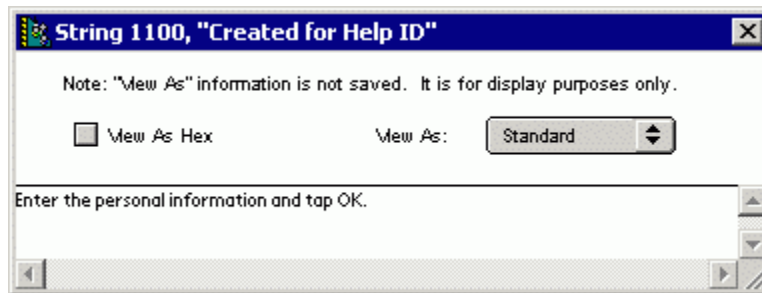 String 1100, "Created for Help ID"
Note: "View As" information is not saved. It is for display purposes only.
View As Hex View As: Standard
Enter the personal information and tap OK.